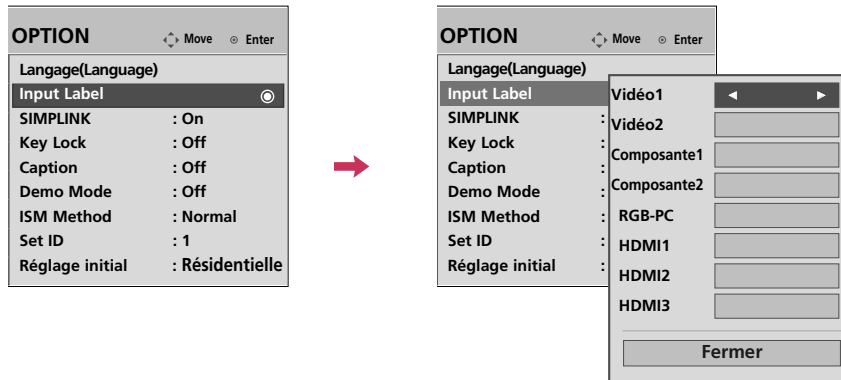 OPTION Move Enter
Langage(Language)
Input Label
SIMPLINK : On
Key Lock : Off
Caption : Off
Demo Mode : Off
ISM Method : Normal
Set ID : 1
Réglage initial : Résidentielle
OPTION Move Enter
Langage(Language)
Input Label
SIMPLINK :
Key Lock :
Caption :
Demo Mode :
ISM Method :
Set ID :
Réglage initial :
Vidéo1
Vidéo2
Composante1
Composante2
RGB-PC
HDMI1
HDMI2
HDMI3
Fermer